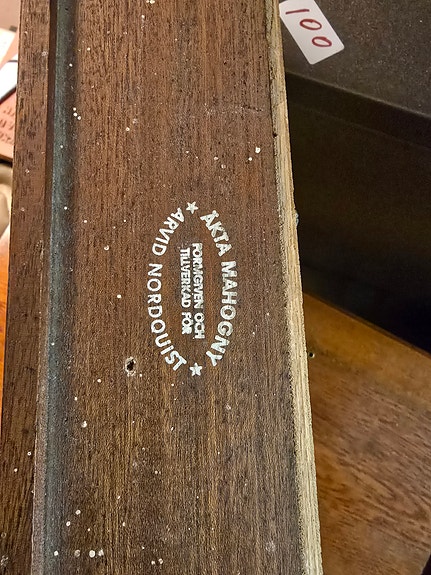 100
★ ÄKTA MAHOGNY ★
FORMGIVEN OCH
TILLVERKAD FÖR
ARVID NORDQUIST